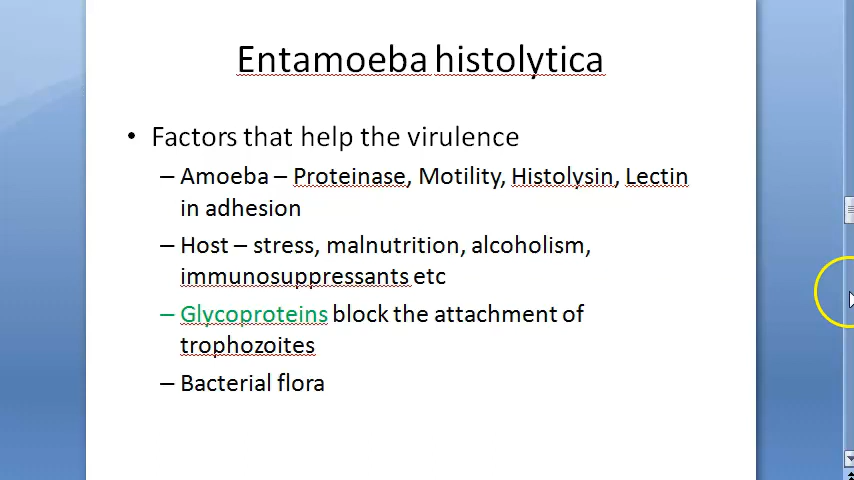 Entamoeba histolytica
• Factors that help the virulence
– Amoeba – Proteinase, Motility, Histolysin, Lectin
in adhesion
– Host – stress, malnutrition, alcoholism,
immunosuppressants etc
– Glycoproteins block the attachment of
trophozoites
– Bacterial flora